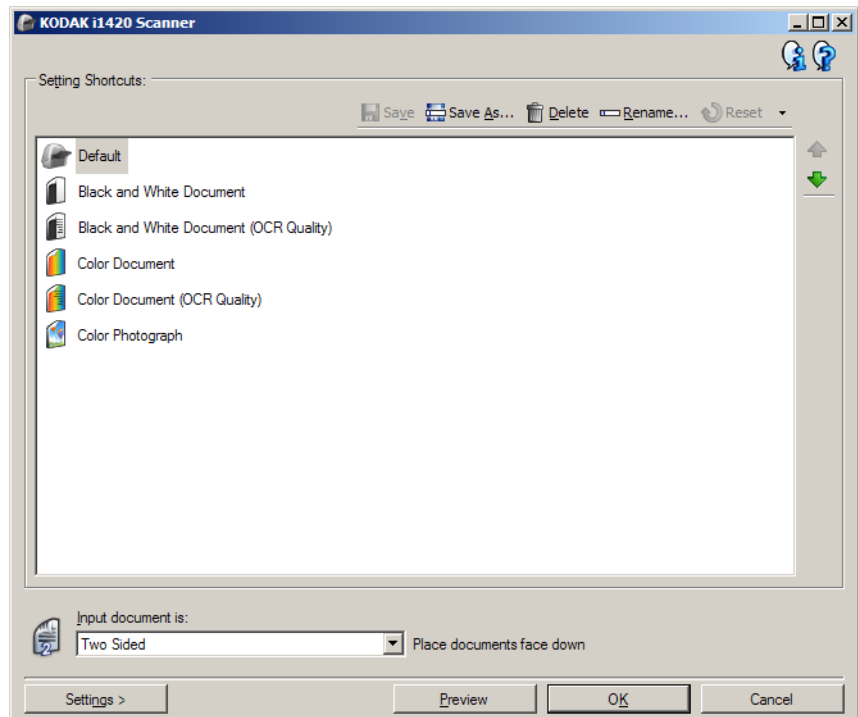 KODAK i1420 Scanner
Setting Shortcuts:
Save Save As... Delete Rename... Reset
Default
Black and White Document
Black and White Document (OCR Quality)
Color Document
Color Document (OCR Quality)
Color Photograph
Input document is:
Two Sided Place documents face down
Settings > Preview OK Cancel